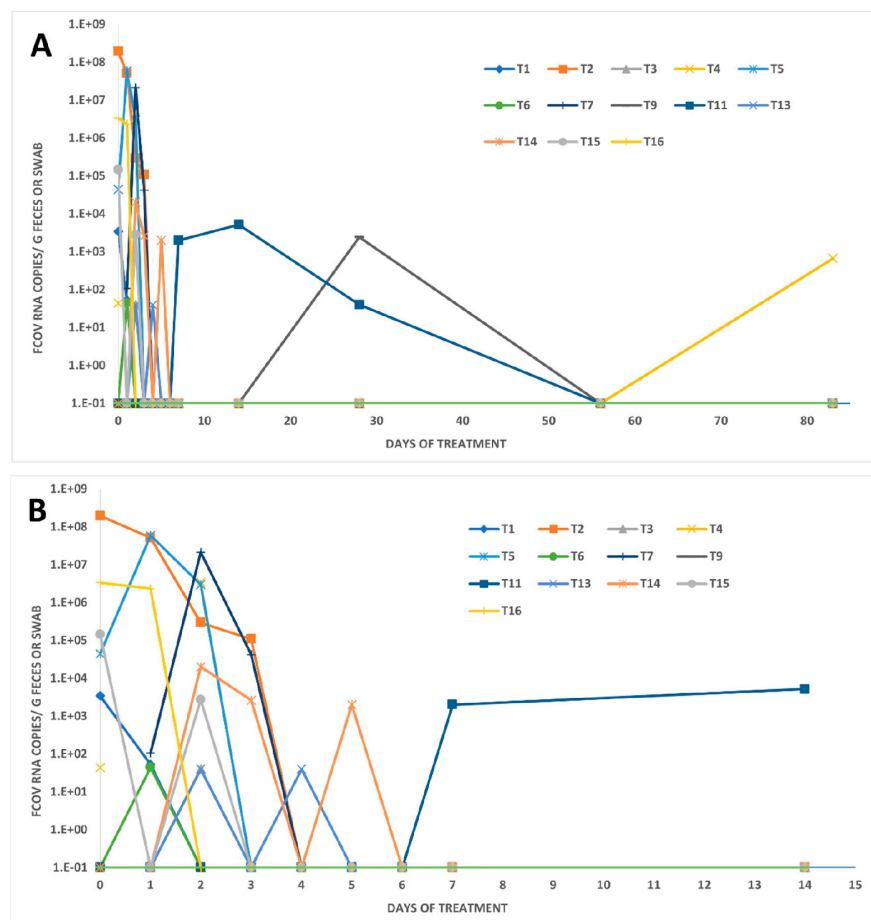 A
1.E+09
1.E+08
1.E+07
1.E+06
1.E+05
1.E+04
1.E+03
1.E+02
1.E+01
1.E+00
1.E-01
FCOV RNA COPIES/ G FECES OR SWAB
T1 T2 T3 T4 T5
T6 T7 T9 T11 T13
T14 T15 T16
0 10 20 30 40 50 60 70 80
DAYS OF TREATMENT
B
1.E+09
1.E+08
1.E+07
1.E+06
1.E+05
1.E+04
1.E+03
1.E+02
1.E+01
1.E+00
1.E-01
FCOV RNA COPIES/ G FECES OR SWAB
T1 T2 T3 T4
T5 T6 T7 T9
T11 T13 T14 T15
T16
0 1 2 3 4 5 6 7 8 9 10 11 12 13 14 15
DAYS OF TREATMENT